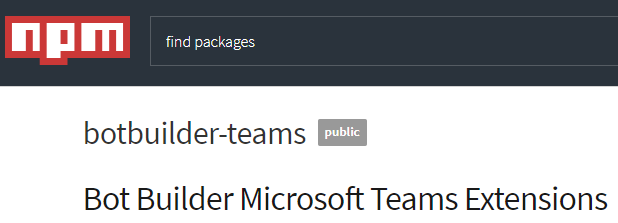 npm find packages
botbuilder-teams public
Bot Builder Microsoft Teams Extensions